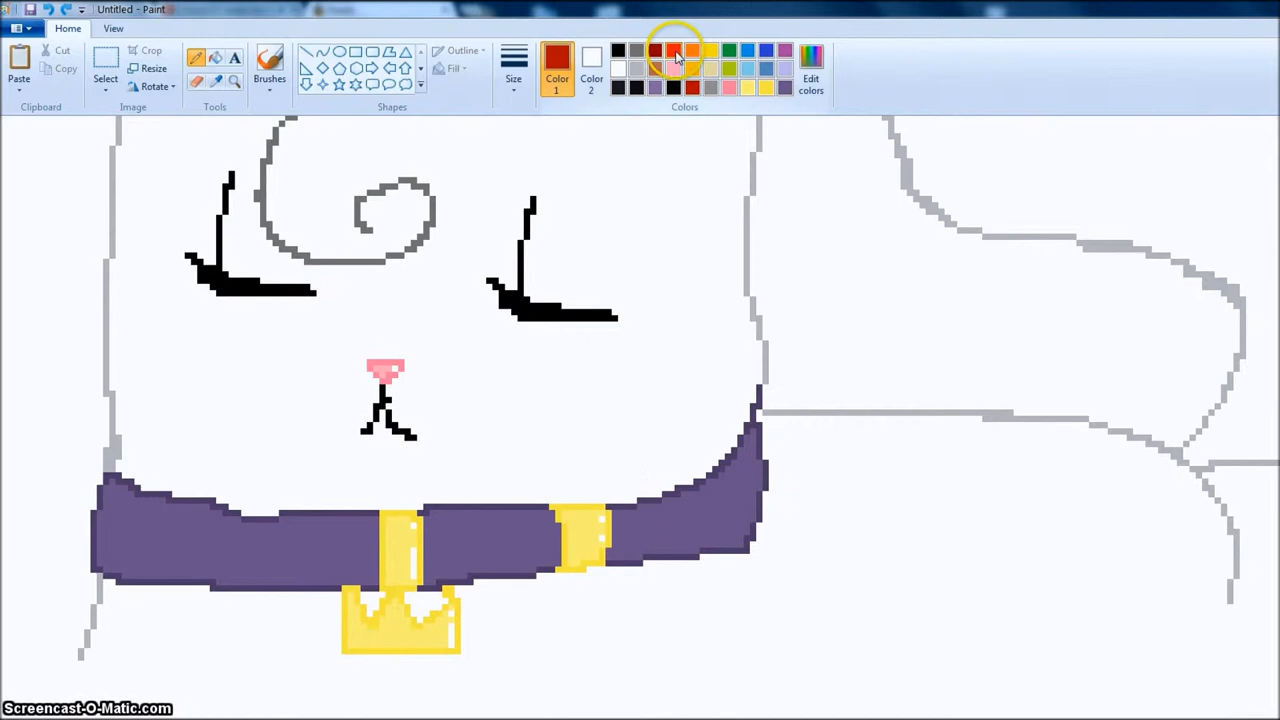 Untitled - Paint
Home View
Paste
Cut
Copy
Clipboard
Select
Crop
Resize
Rotate
Image
A
Tools
Brushes
Outline
Fill
Shapes
Size
Color
1
Color
2
Colors
Edit
colors
Screencast-O-Matic.com